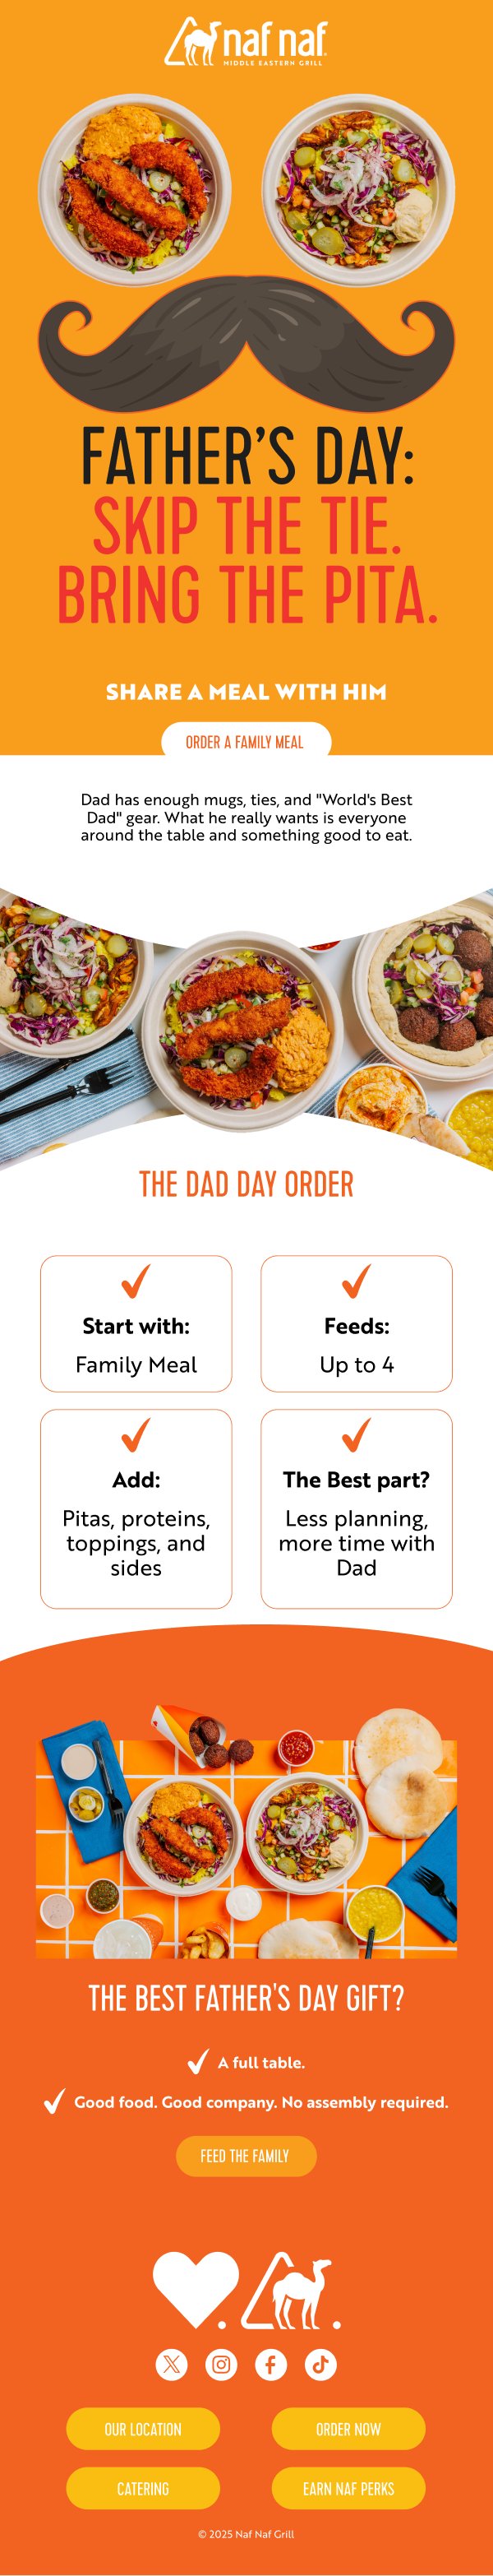 naf naf
MIDDLE EASTERN GRILL
FATHER'S DAY:
SKIP THE TIE.
BRING THE PITA.
SHARE A MEAL WITH HIM
ORDER A FAMILY MEAL
Dad has enough mugs, ties, and "World's Best
Dad" gear. What he really wants is everyone
around the table and something good to eat.
THE DAD DAY ORDER
Start with:
Family Meal
Feeds:
Up to 4
Add:
Pitas, proteins,
toppings, and
sides
The Best part?
Less planning,
more time with
Dad
THE BEST FATHER'S DAY GIFT?
A full table.
Good food. Good company. No assembly required.
FEED THE FAMILY
OUR LOCATION
ORDER NOW
CATERING
EARN NAF PERKS
© 2025 Naf Naf Grill